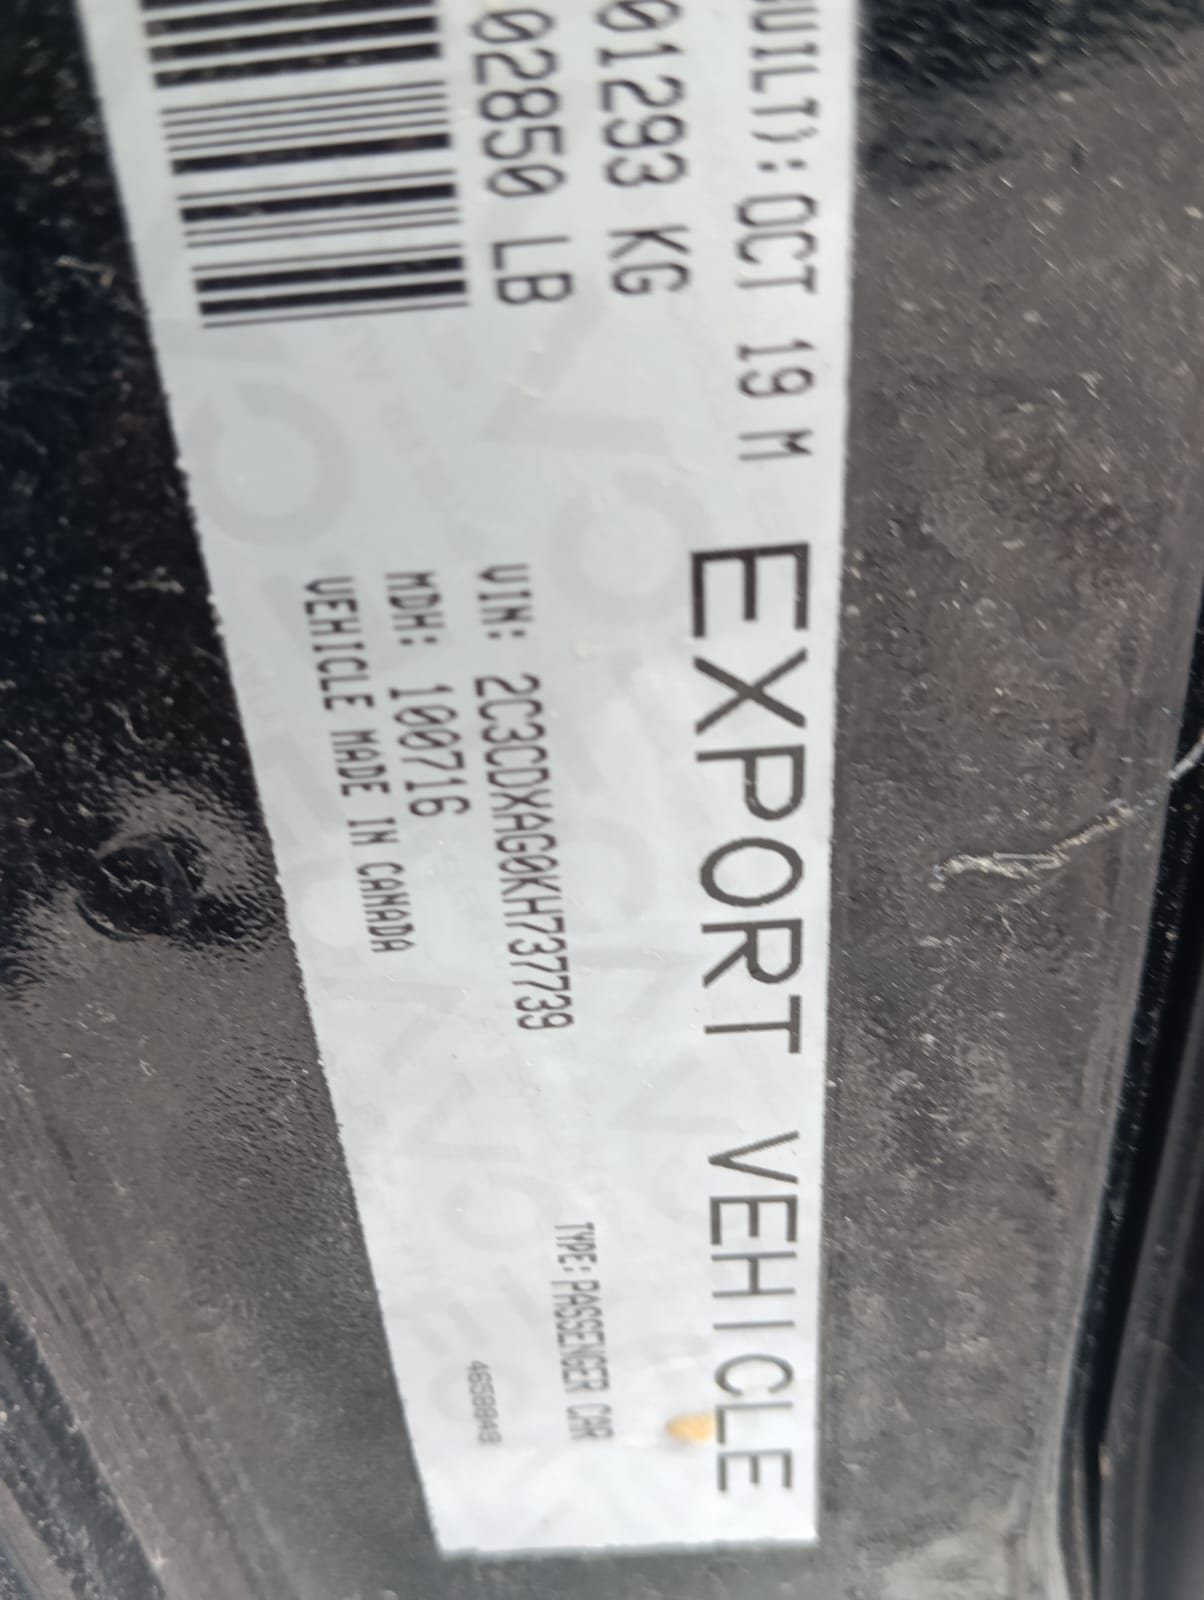 UILT):OCT 19 M
EXPORT VEHICLE
01293 KG
02850 LB
VIN: 2C3CDXAG0KH737739
MDH: 100716
VEHICLE MADE IN CANADA
TYPE:PASSENGER CAR